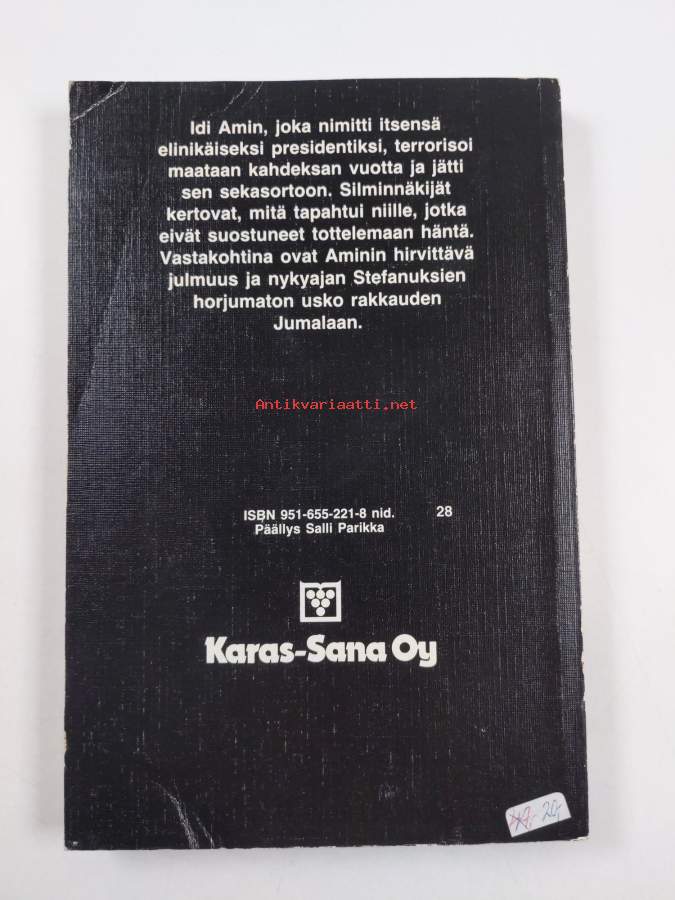 Idi Amin, joka nimitti itsensä
elinikäiseksi presidentiksi, terrorisoi
maataan kahdeksan vuotta ja jätti
sen sekasortoon. Silminnäkijät
kertovat, mitä tapahtui niille, jotka
eivät suostuneet tottelemaan häntä.
Vastakohtina ovat Aminin hirvittävä
julmuus ja nykyajan Stefanuksien
horjumaton usko rakkauden
Jumalaan.
Antikvariaatti.net
ISBN 951-655-221-8 nid. 28
Päällys Salli Parikka
Karas-Sana Oy
20,-